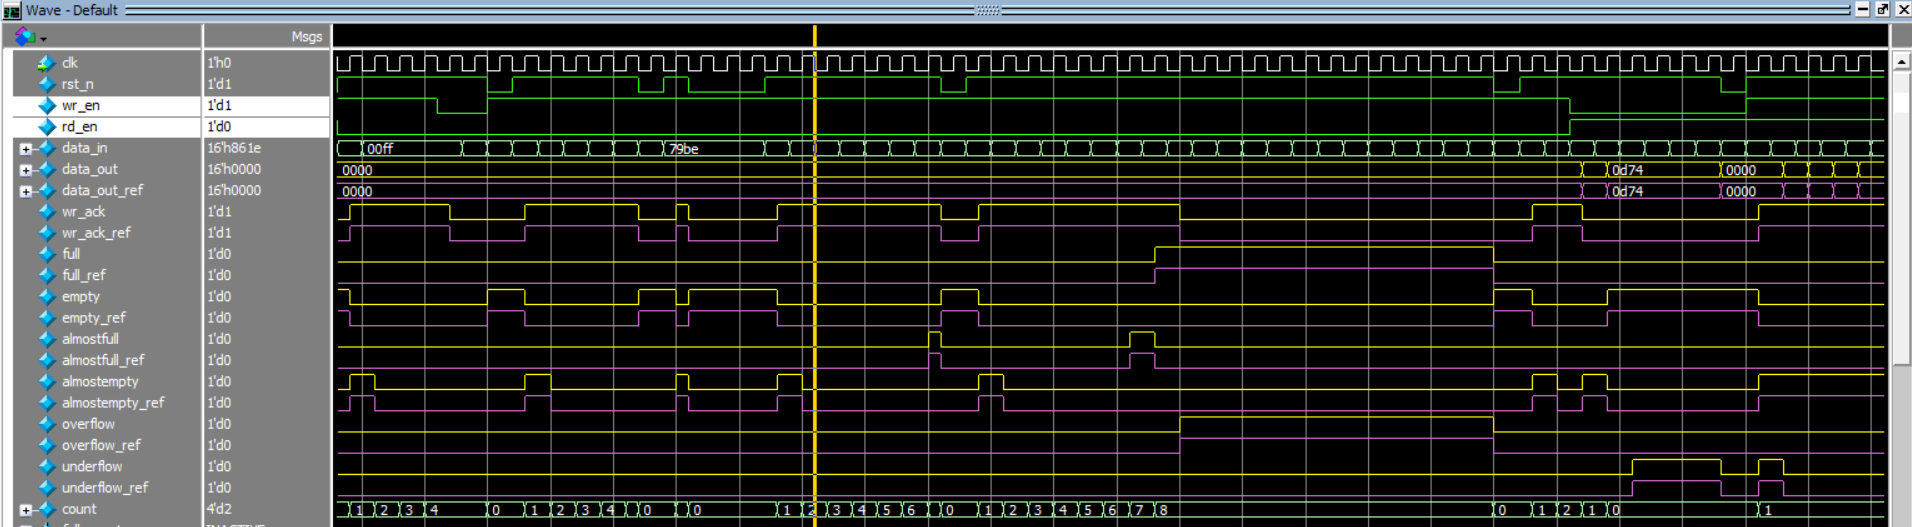 Wave - Default
Msgs
clk 1'h0
rst_n 1'd1
wr_en 1'd1
rd_en 1'd0
data_in 16'h861e 00ff 79be
data_out 16'h0000 0000 0d74 0000
data_out_ref 16'h0000 0000 0d74 0000
wr_ack 1'd1
wr_ack_ref 1'd1
full 1'd0
full_ref 1'd0
empty 1'd0
empty_ref 1'd0
almostfull 1'd0
almostfull_ref 1'd0
almostempty 1'd0
almostempty_ref 1'd0
overflow 1'd0
overflow_ref 1'd0
underflow 1'd0
underflow_ref 1'd0
count 4'd2 1 2 3 4 0 1 2 3 4 0 0 1 2 3 4 5 6 0 1 2 3 4 5 6 7 8 0 1 2 1 0 1